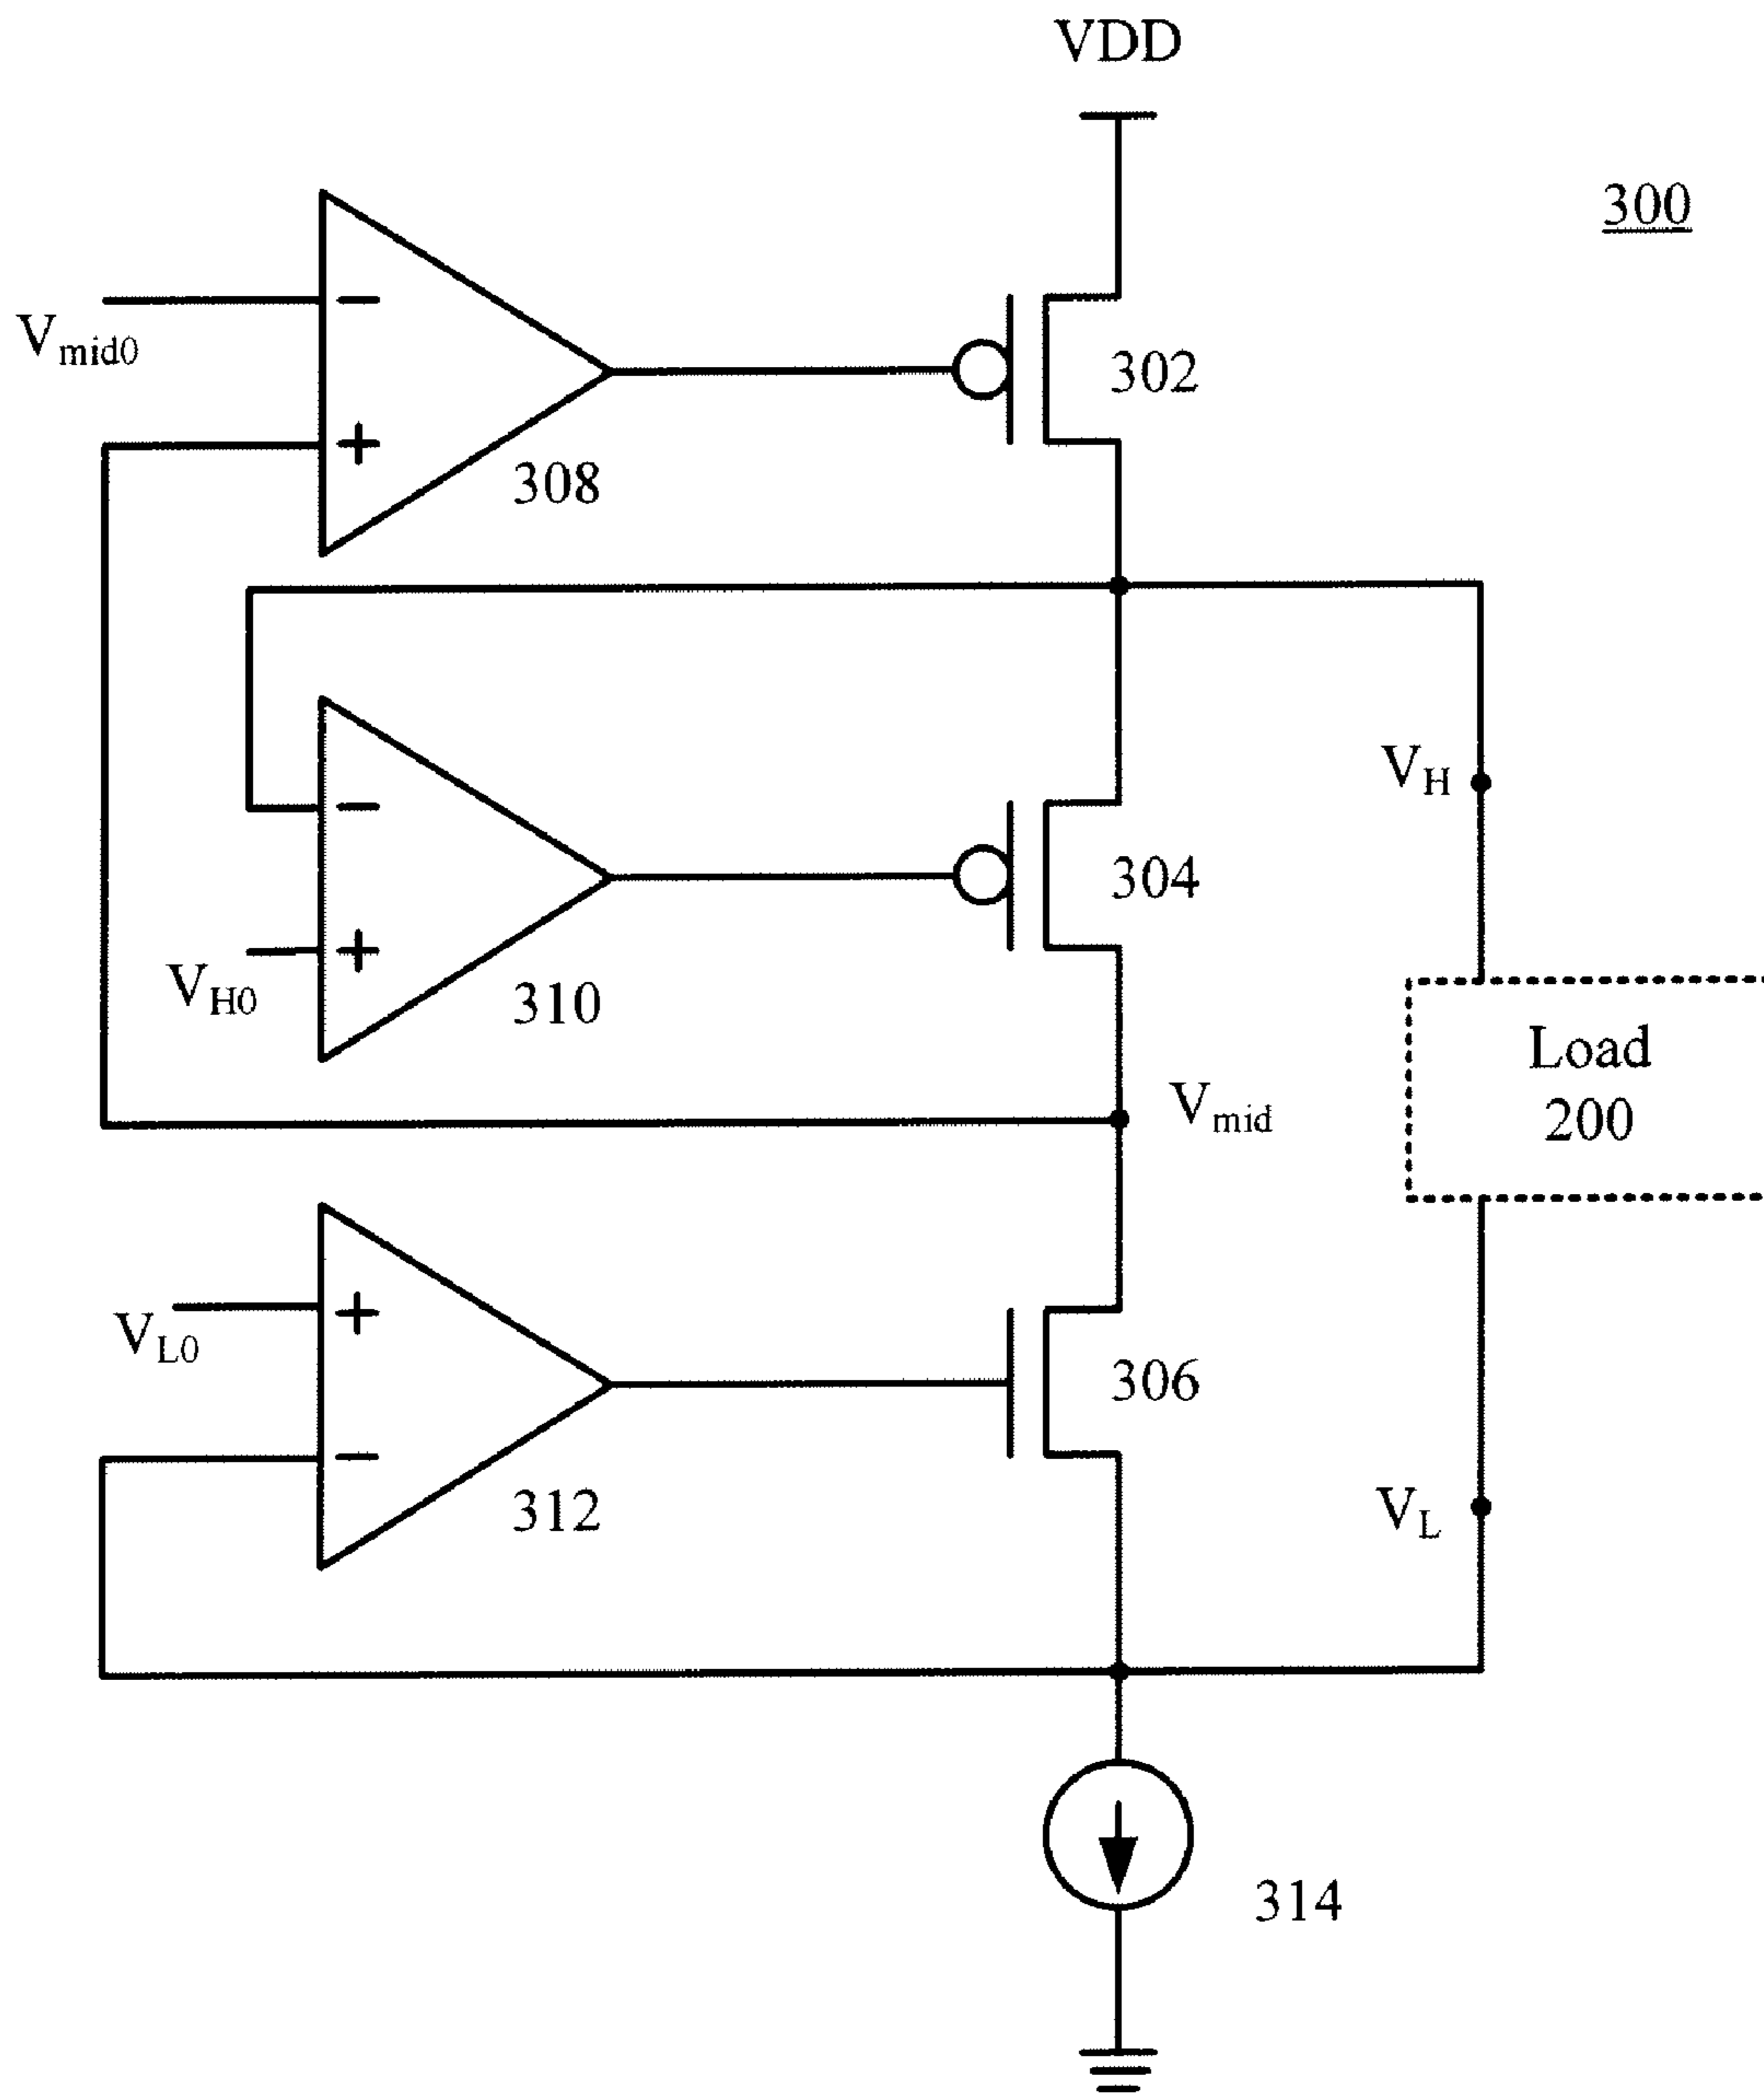 VDD
300
−
V_mid0
302
+
308
V_H
−
304
+
V_H0
310
Load
200
V_mid
+
V_L0
306
−
312
V_L
314